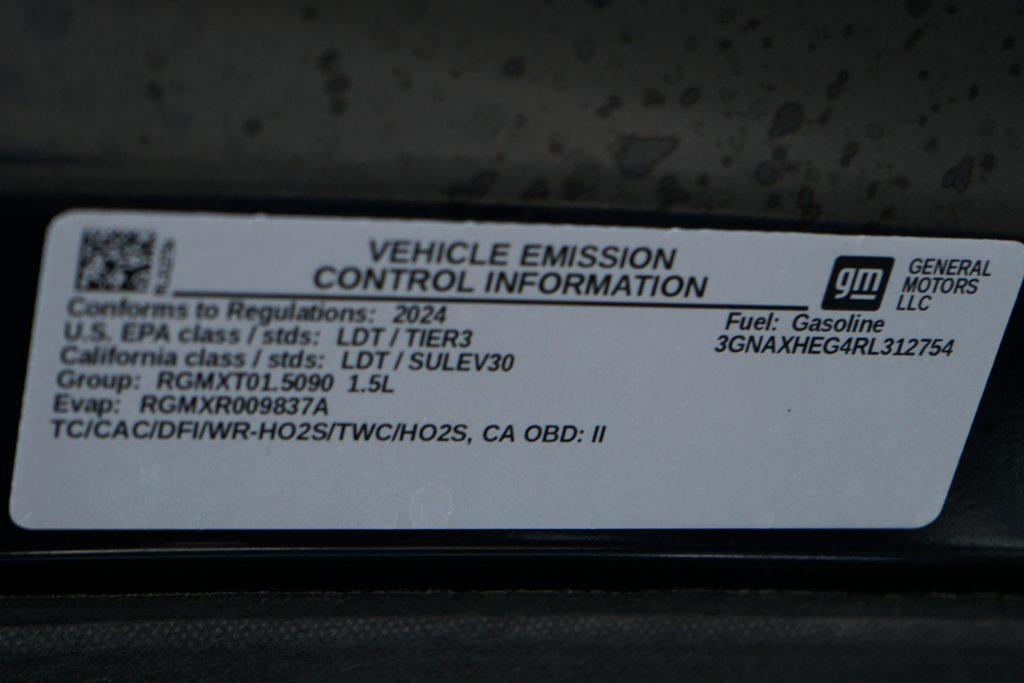 VEHICLE EMISSION
CONTROL INFORMATION
gm
GENERAL
MOTORS
LLC
Conforms to Regulations: 2024
U.S. EPA class / stds: LDT / TIER3
California class / stds: LDT / SULEV30
Group: RGMXT01.5090 1.5L
Evap: RGMXR009837A
TC/CAC/DFI/WR-HO2S/TWC/HO2S, CA OBD: II
Fuel: Gasoline
3GNAXHEG4RL312754